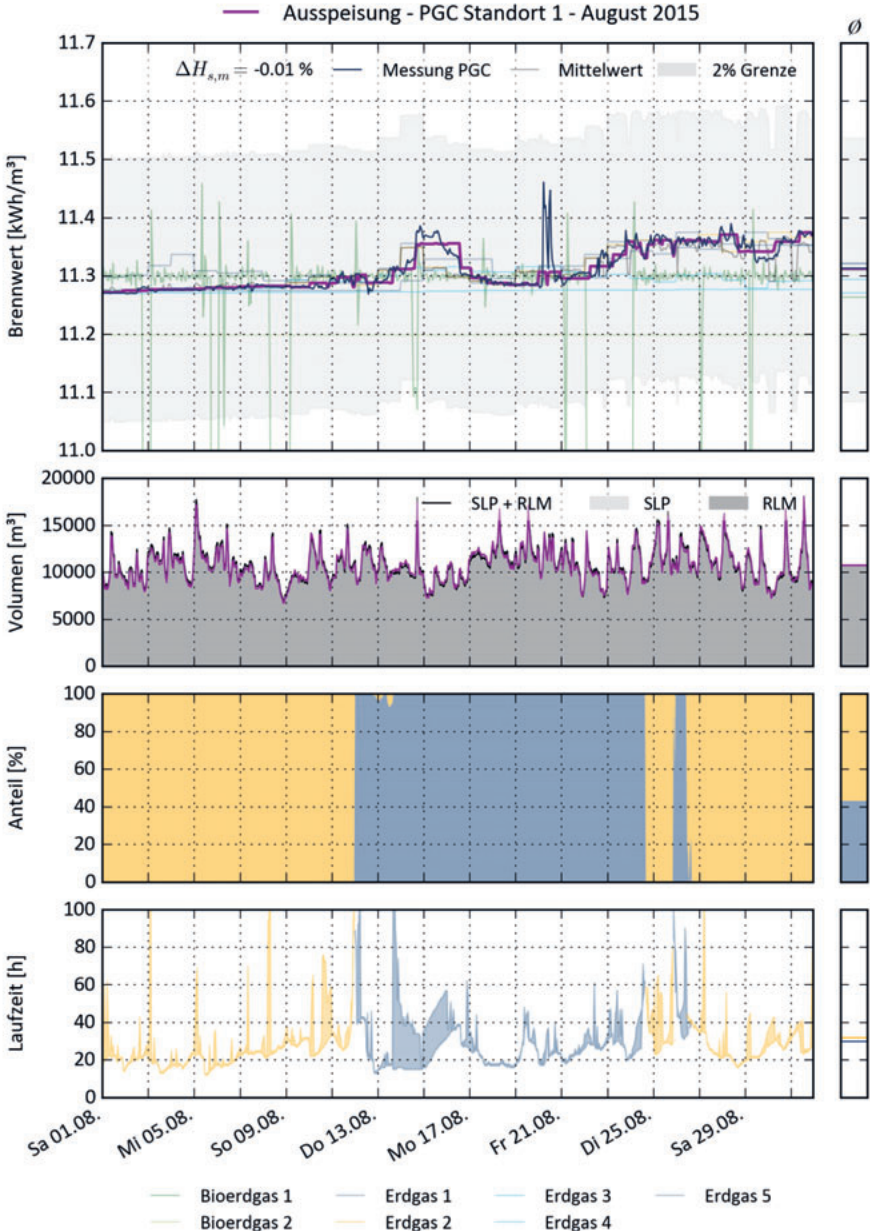 Ausspeisung - PGC Standort 1 - August 2015
ø
ΔHs,m = -0.01 %
Messung PGC
Mittelwert
2% Grenze
Brennwert [kWh/m³]
11.7
11.6
11.5
11.4
11.3
11.2
11.1
11.0
SLP + RLM
SLP
RLM
Volumen [m³]
20000
15000
10000
5000
0
Anteil [%]
100
80
60
40
20
0
Laufzeit [h]
100
80
60
40
20
0
Sa 01.08.
Mi 05.08.
So 09.08.
Do 13.08.
Mo 17.08.
Fr 21.08.
Di 25.08.
Sa 29.08.
Bioerdgas 1
Erdgas 1
Erdgas 3
Erdgas 5
Bioerdgas 2
Erdgas 2
Erdgas 4